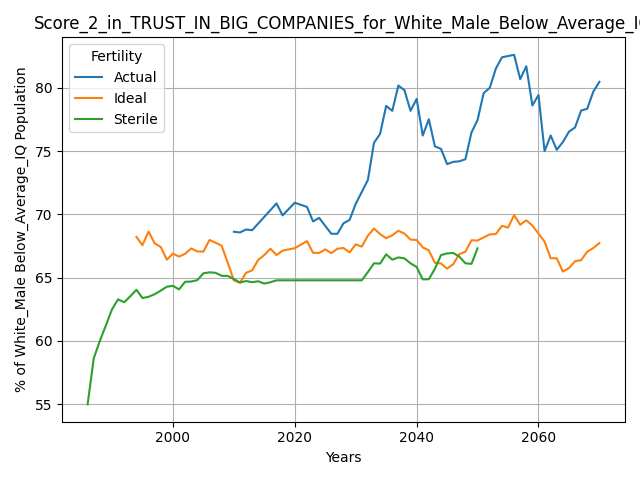 Score_2_in_TRUST_IN_BIG_COMPANIES_for_White_Male_Below_Average_I
Fertility
Actual
Ideal
Sterile
% of White_Male Below_Average_IQ Population
80
75
70
65
60
55
2000
2020
2040
2060
Years